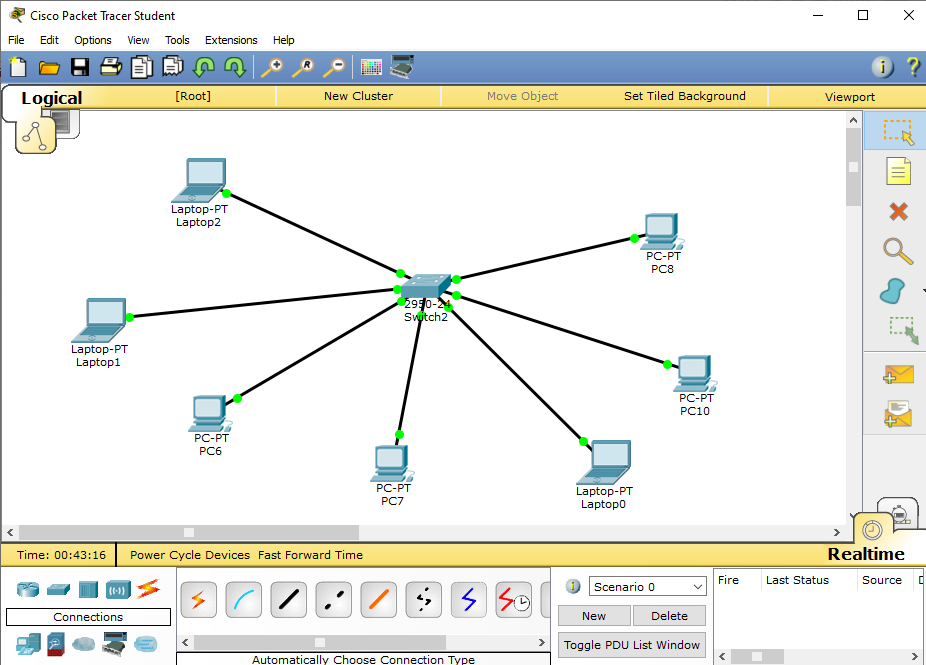 Cisco Packet Tracer Student
File Edit Options View Tools Extensions Help
Logical [Root] New Cluster Move Object Set Tiled Background Viewport
Laptop-PT
Laptop2
PC-PT
PC8
2950-24
Switch2
Laptop-PT
Laptop1
PC-PT
PC10
PC-PT
PC6
PC-PT
PC7
Laptop-PT
Laptop0
Time: 00:43:16 Power Cycle Devices Fast Forward Time Realtime
Scenario 0
Fire Last Status Source D
Connections
New Delete
Toggle PDU List Window
Automatically Choose Connection Type